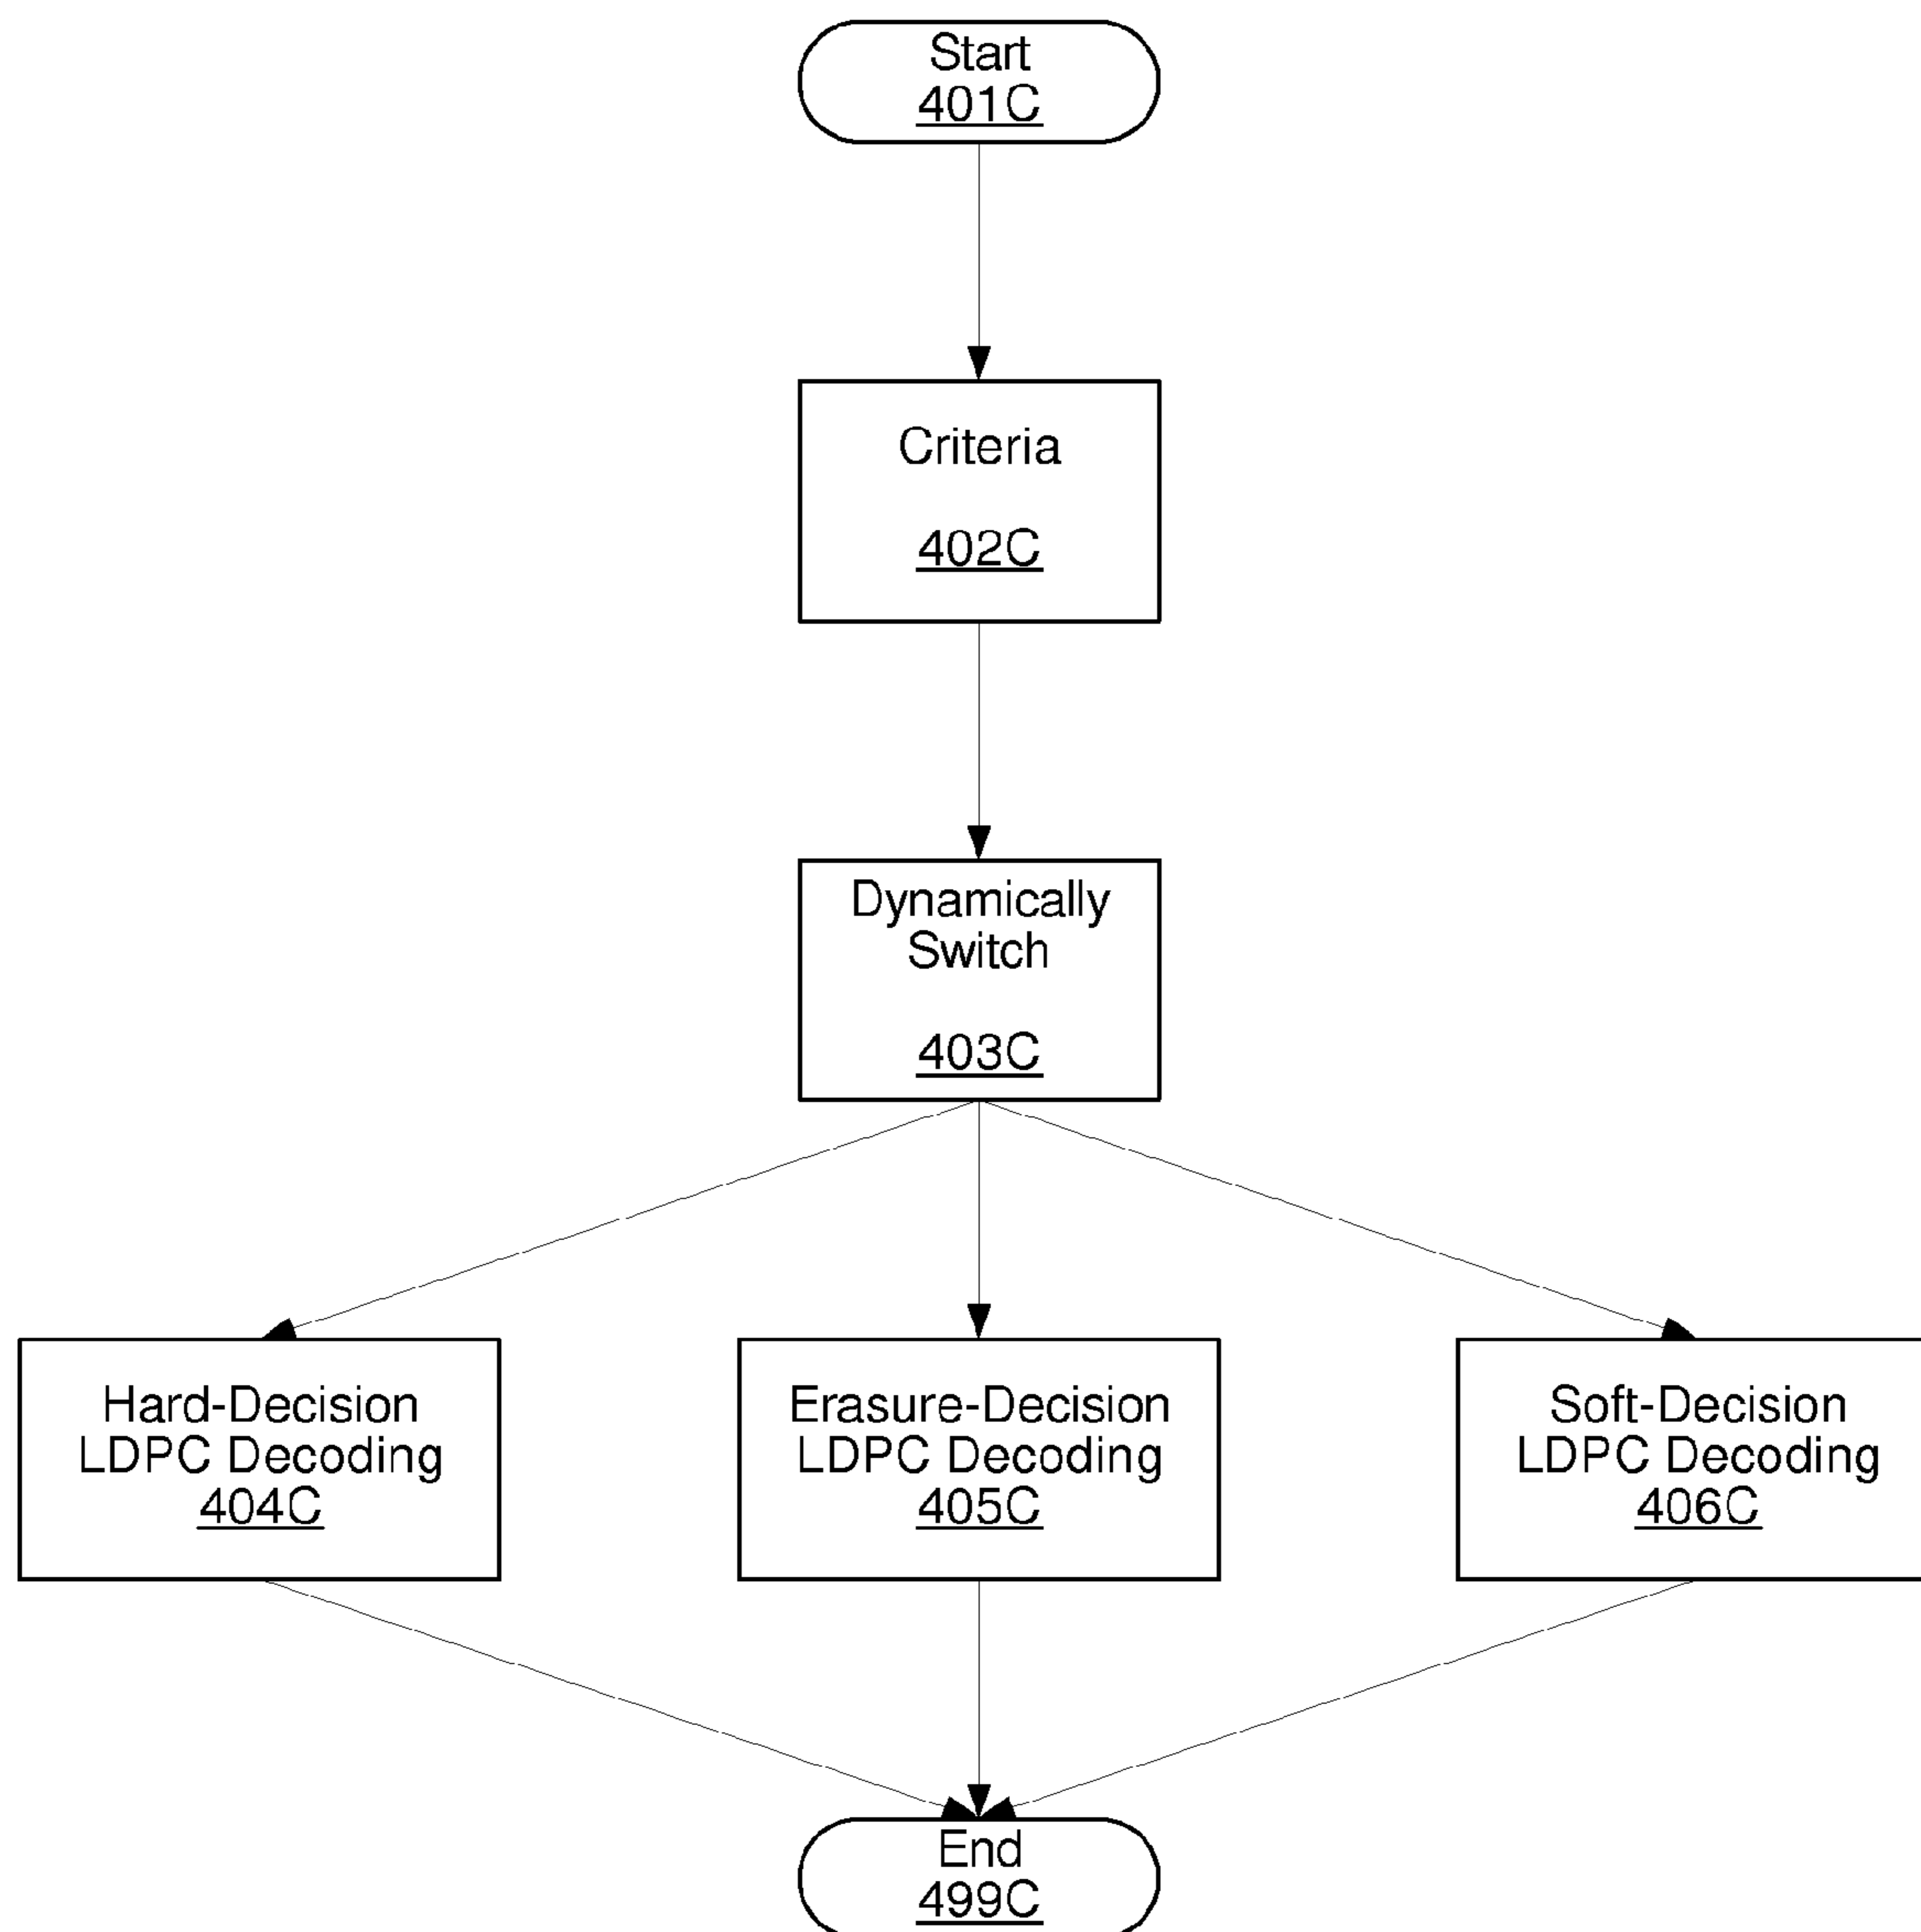 Start
401C
Criteria
402C
Dynamically
Switch
403C
Hard-Decision
LDPC Decoding
404C
Erasure-Decision
LDPC Decoding
405C
Soft-Decision
LDPC Decoding
406C
End
499C